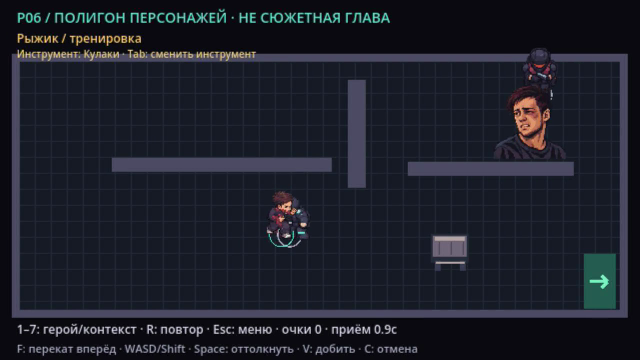 P06 / ПОЛИГОН ПЕРСОНАЖЕЙ · НЕ СЮЖЕТНАЯ ГЛАВА
Рыжик / тренировка
Инструмент: Кулаки · Tab: сменить инструмент
1–7: герой/контекст · R: повтор · Esc: меню · очки 0 · приём 0.9с
F: перекат вперёд · WASD/Shift · Space: оттолкнуть · V: добить · C: отмена